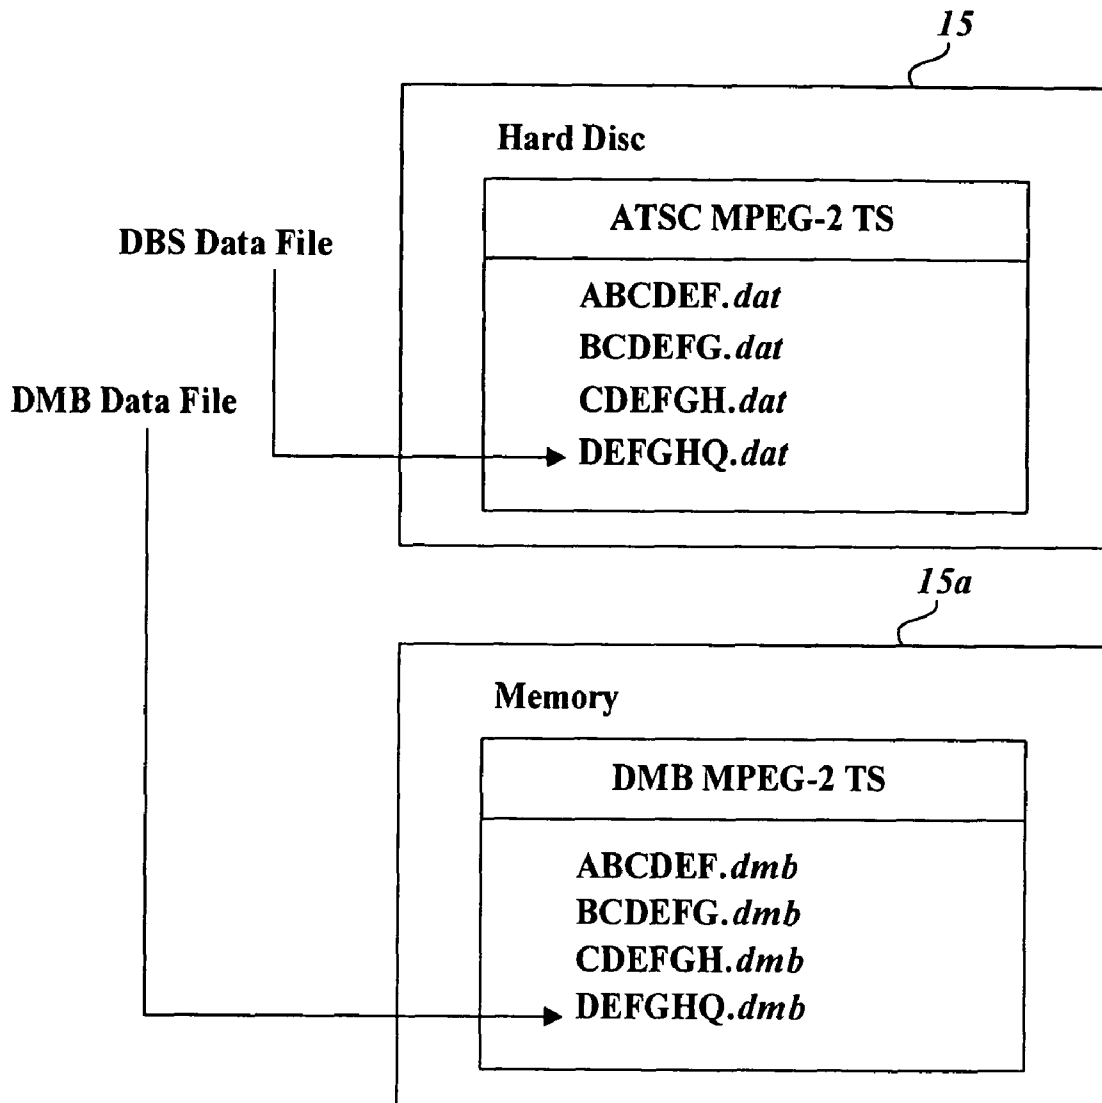 15
Hard Disc
ATSC MPEG-2 TS
DBS Data File
ABCDEF.dat
BCDEFG.dat
DMB Data File
CDEFGH.dat
DEFGHQ.dat
15a
Memory
DMB MPEG-2 TS
ABCDEF.dmb
BCDEFG.dmb
CDEFGH.dmb
DEFGHQ.dmb